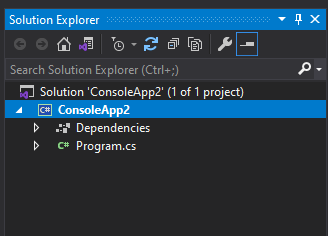 Solution Explorer
Search Solution Explorer (Ctrl+;)
Solution 'ConsoleApp2' (1 of 1 project)
C# ConsoleApp2
Dependencies
C# Program.cs